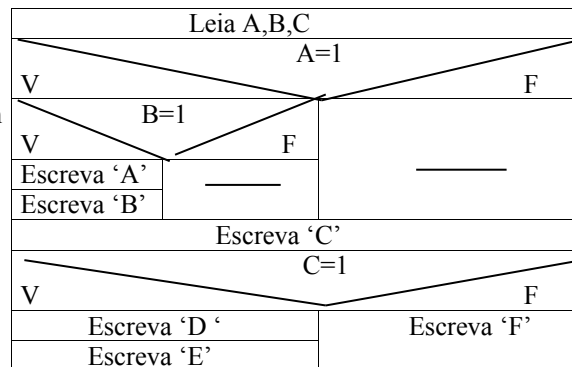 Leia A,B,C
A=1
V F
B=1
V F
Escreva ‘A’
Escreva ‘B’
Escreva ‘C’
C=1
V F
Escreva ‘D ‘ Escreva ‘F’
Escreva ‘E’